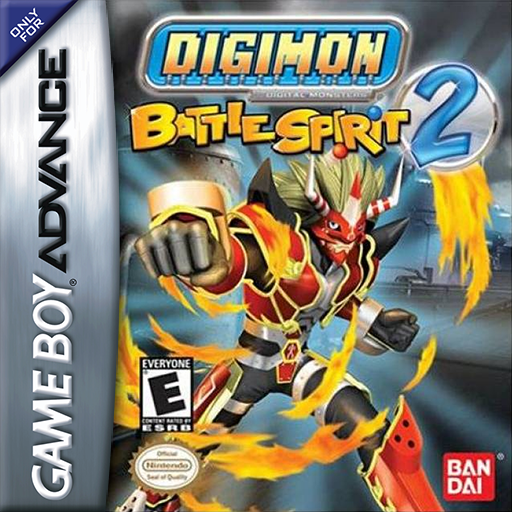 ONLY
FOR
GAME BOY ADVANCE
DIGIMON
DIGITAL MONSTERS
BATTLE SPIRIT 2
EVERYONE
E
CONTENT RATED BY
ESRB
Official
Nintendo
Seal of Quality
BAN
DAI